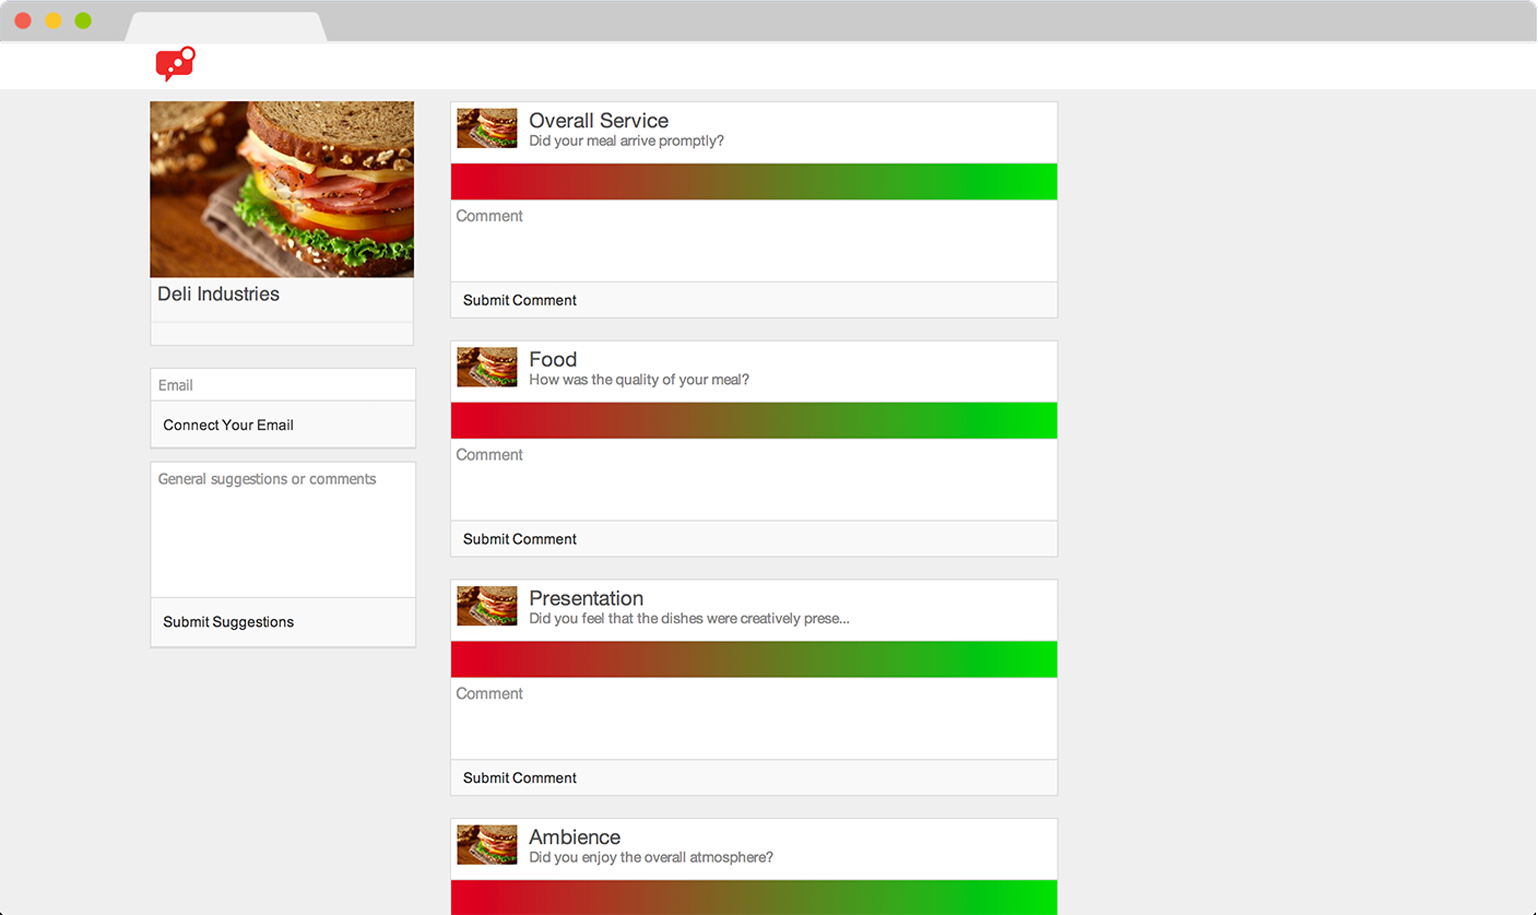 Deli Industries
Email
Connect Your Email
General suggestions or comments
Submit Suggestions
Overall Service
Did your meal arrive promptly?
Comment
Submit Comment
Food
How was the quality of your meal?
Comment
Submit Comment
Presentation
Did you feel that the dishes were creatively prese...
Comment
Submit Comment
Ambience
Did you enjoy the overall atmosphere?